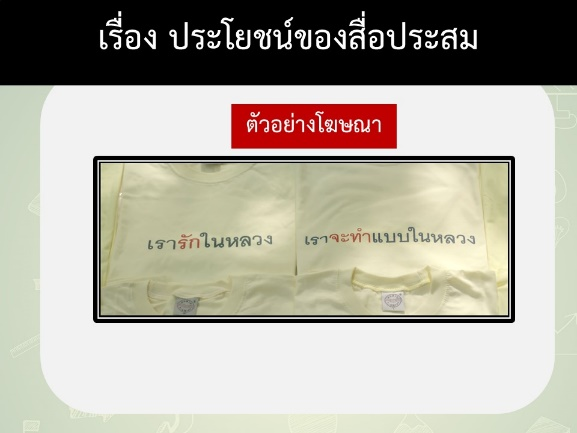 เรื่อง ประโยชน์ของสื่อประสม
ตัวอย่างโฆษณา
เรารักในหลวง
เราจะทำแบบในหลวง